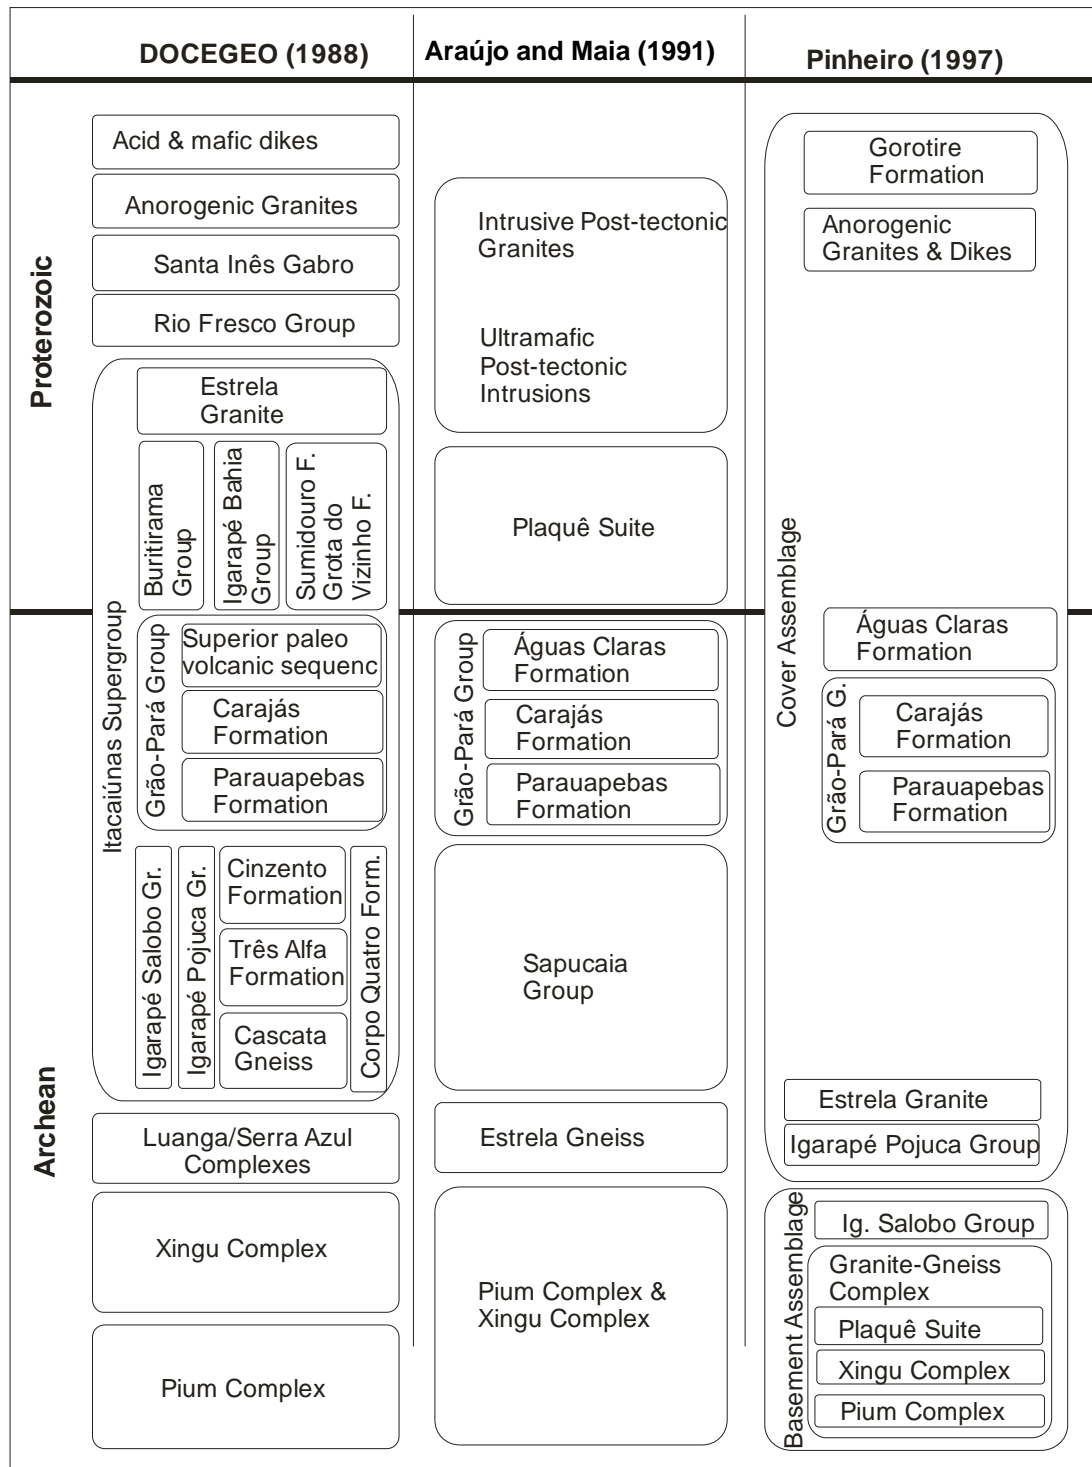 DOCEGEO (1988)
Araújo and Maia (1991)
Pinheiro (1997)
Proterozoic
Archean
Acid & mafic dikes
Anorogenic Granites
Santa Inês Gabro
Rio Fresco Group
Itacaiúnas Supergroup
Estrela
Granite
Buritirama
Group
Igarapé Bahia
Group
Sumidouro F.
Grota do
Vizinho F.
Grão-Pará Group
Superior paleo
volcanic sequenc
Carajás
Formation
Parauapebas
Formation
Igarapé Salobo Gr.
Igarapé Pojuca Gr.
Cinzento
Formation
Três Alfa
Formation
Cascata
Gneiss
Corpo Quatro Form.
Luanga/Serra Azul
Complexes
Xingu Complex
Pium Complex
Intrusive Post-tectonic
Granites
Ultramafic
Post-tectonic
Intrusions
Plaquê Suite
Grão-Pará Group
Águas Claras
Formation
Carajás
Formation
Parauapebas
Formation
Sapucaia
Group
Estrela Gneiss
Pium Complex &
Xingu Complex
Cover Assemblage
Gorotire
Formation
Anorogenic
Granites & Dikes
Águas Claras
Formation
Grão-Pará G.
Carajás
Formation
Parauapebas
Formation
Estrela Granite
Igarapé Pojuca Group
Basement Assemblage
Ig. Salobo Group
Granite-Gneiss
Complex
Plaquê Suite
Xingu Complex
Pium Complex